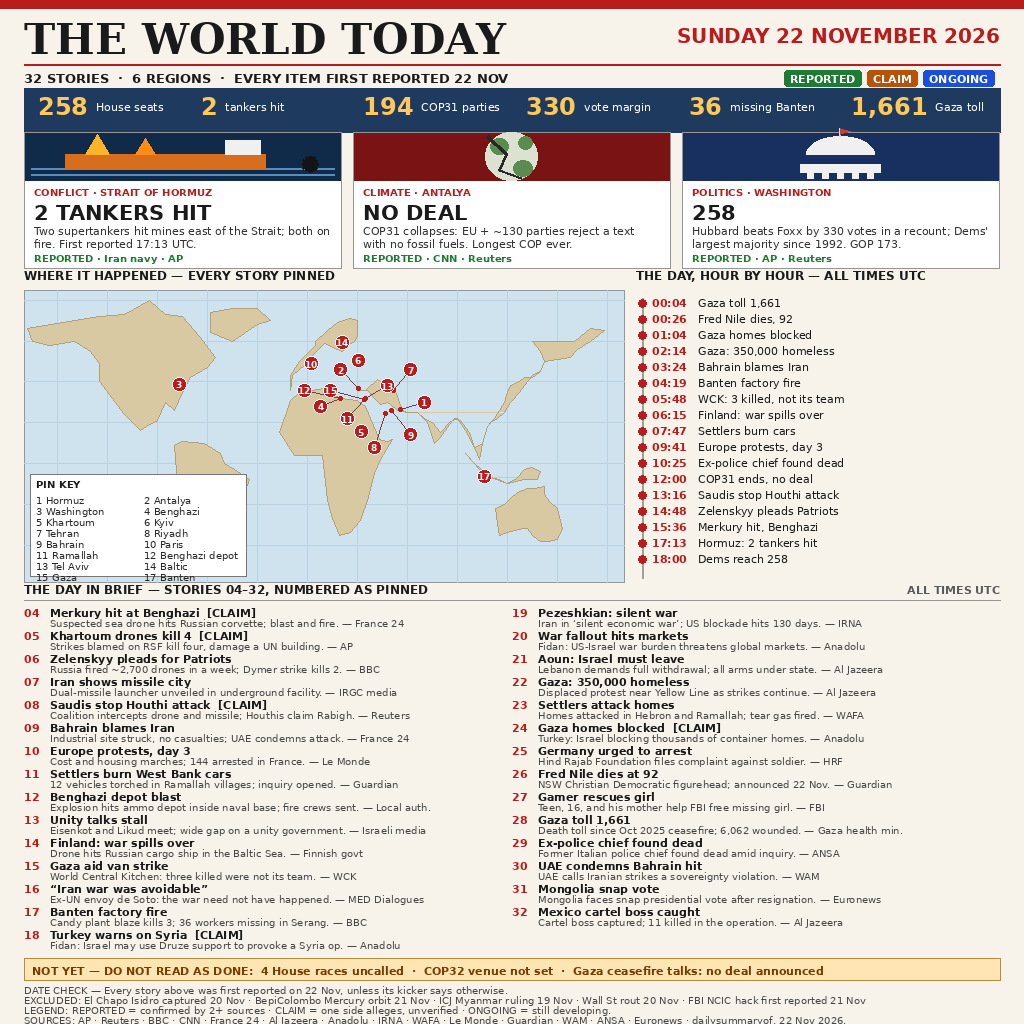 THE WORLD TODAY
SUNDAY 22 NOVEMBER 2026
32 STORIES · 6 REGIONS · EVERY ITEM FIRST REPORTED 22 NOV
REPORTED CLAIM ONGOING
258 House seats 2 tankers hit 194 COP31 parties 330 vote margin 36 missing Banten 1,661 Gaza toll
CONFLICT · STRAIT OF HORMUZ
2 TANKERS HIT
Two supertankers hit mines east of the Strait; both on
fire. First reported 17:13 UTC.
REPORTED · Iran navy · AP
CLIMATE · ANTALYA
NO DEAL
COP31 collapses: EU + ~130 parties reject a text
with no fossil fuels. Longest COP ever.
REPORTED · CNN · Reuters
POLITICS · WASHINGTON
258
Hubbard beats Foxx by 330 votes in a recount; Dems'
largest majority since 1992. GOP 173.
REPORTED · AP · Reuters
WHERE IT HAPPENED — EVERY STORY PINNED
14
10
2
6
7
3
12
15
13
4
1
11
5
8
9
17
PIN KEY
1 Hormuz 2 Antalya
3 Washington 4 Benghazi
5 Khartoum 6 Kyiv
7 Tehran 8 Riyadh
9 Bahrain 10 Paris
11 Ramallah 12 Benghazi depot
13 Tel Aviv 14 Baltic
15 Gaza 17 Banten
THE DAY, HOUR BY HOUR — ALL TIMES UTC
00:04 Gaza toll 1,661
00:26 Fred Nile dies, 92
01:04 Gaza homes blocked
02:14 Gaza: 350,000 homeless
03:24 Bahrain blames Iran
04:19 Banten factory fire
05:48 WCK: 3 killed, not its team
06:15 Finland: war spills over
07:47 Settlers burn cars
09:41 Europe protests, day 3
10:25 Ex-police chief found dead
12:00 COP31 ends, no deal
13:16 Saudis stop Houthi attack
14:48 Zelenskyy pleads Patriots
15:36 Merkury hit, Benghazi
17:13 Hormuz: 2 tankers hit
18:00 Dems reach 258
THE DAY IN BRIEF — STORIES 04–32, NUMBERED AS PINNED
ALL TIMES UTC
04 Merkury hit at Benghazi [CLAIM]
Suspected sea drone hits Russian corvette; blast and fire. — France 24
05 Khartoum drones kill 4 [CLAIM]
Strikes blamed on RSF kill four, damage a UN building. — AP
06 Zelenskyy pleads for Patriots
Russia fired ~2,700 drones in a week; Dymer strike kills 2. — BBC
07 Iran shows missile city
Dual-missile launcher unveiled in underground facility. — IRGC media
08 Saudis stop Houthi attack [CLAIM]
Coalition intercepts drone and missile; Houthis claim Rabigh. — Reuters
09 Bahrain blames Iran
Industrial site struck, no casualties; UAE condemns attack. — France 24
10 Europe protests, day 3
Cost and housing marches; 144 arrested in France. — Le Monde
11 Settlers burn West Bank cars
12 vehicles torched in Ramallah villages; inquiry opened. — Guardian
12 Benghazi depot blast
Explosion hits ammo depot inside naval base; fire crews sent. — Local auth.
13 Unity talks stall
Eisenkot and Likud meet; wide gap on a unity government. — Israeli media
14 Finland: war spills over
Drone hits Russian cargo ship in the Baltic Sea. — Finnish govt
15 Gaza aid van strike
World Central Kitchen: three killed were not its team. — WCK
16 “Iran war was avoidable”
Ex-UN envoy de Soto: the war need not have happened. — MED Dialogues
17 Banten factory fire
Candy plant blaze kills 3; 36 workers missing in Serang. — BBC
18 Turkey warns on Syria [CLAIM]
Fidan: Israel may use Druze support to provoke a Syria op. — Anadolu
19 Pezeshkian: silent war
Iran in ‘silent economic war’; US blockade hits 130 days. — IRNA
20 War fallout hits markets
Fidan: US-Israel war burden threatens global markets. — Anadolu
21 Aoun: Israel must leave
Lebanon demands full withdrawal; all arms under state. — Al Jazeera
22 Gaza: 350,000 homeless
Displaced protest near Yellow Line as strikes continue. — Al Jazeera
23 Settlers attack homes
Homes attacked in Hebron and Ramallah; tear gas fired. — WAFA
24 Gaza homes blocked [CLAIM]
Turkey: Israel blocking thousands of container homes. — Anadolu
25 Germany urged to arrest
Hind Rajab Foundation files complaint against soldier. — HRF
26 Fred Nile dies at 92
NSW Christian Democratic figurehead; announced 22 Nov. — Guardian
27 Gamer rescues girl
Teen, 16, and his mother help FBI free missing girl. — FBI
28 Gaza toll 1,661
Death toll since Oct 2025 ceasefire; 6,062 wounded. — Gaza health min.
29 Ex-police chief found dead
Former Italian police chief found dead amid inquiry. — ANSA
30 UAE condemns Bahrain hit
UAE calls Iranian strikes a sovereignty violation. — WAM
31 Mongolia snap vote
Mongolia faces snap presidential vote after resignation. — Euronews
32 Mexico cartel boss caught
Cartel boss captured; 11 killed in the operation. — Al Jazeera
NOT YET — DO NOT READ AS DONE: 4 House races uncalled · COP32 venue not set · Gaza ceasefire talks: no deal announced
DATE CHECK — Every story above was first reported on 22 Nov, unless its kicker says otherwise.
EXCLUDED: El Chapo Isidro captured 20 Nov · BepiColombo Mercury orbit 21 Nov · ICJ Myanmar ruling 19 Nov · Wall St rout 20 Nov · FBI NCIC hack first reported 21 Nov
LEGEND: REPORTED = confirmed by 2+ sources · CLAIM = one side alleges, unverified · ONGOING = still developing.
SOURCES: AP · Reuters · BBC · CNN · France 24 · Al Jazeera · Anadolu · IRNA · WAFA · Le Monde · Guardian · WAM · ANSA · Euronews · dailysummaryof. 22 Nov 2026.